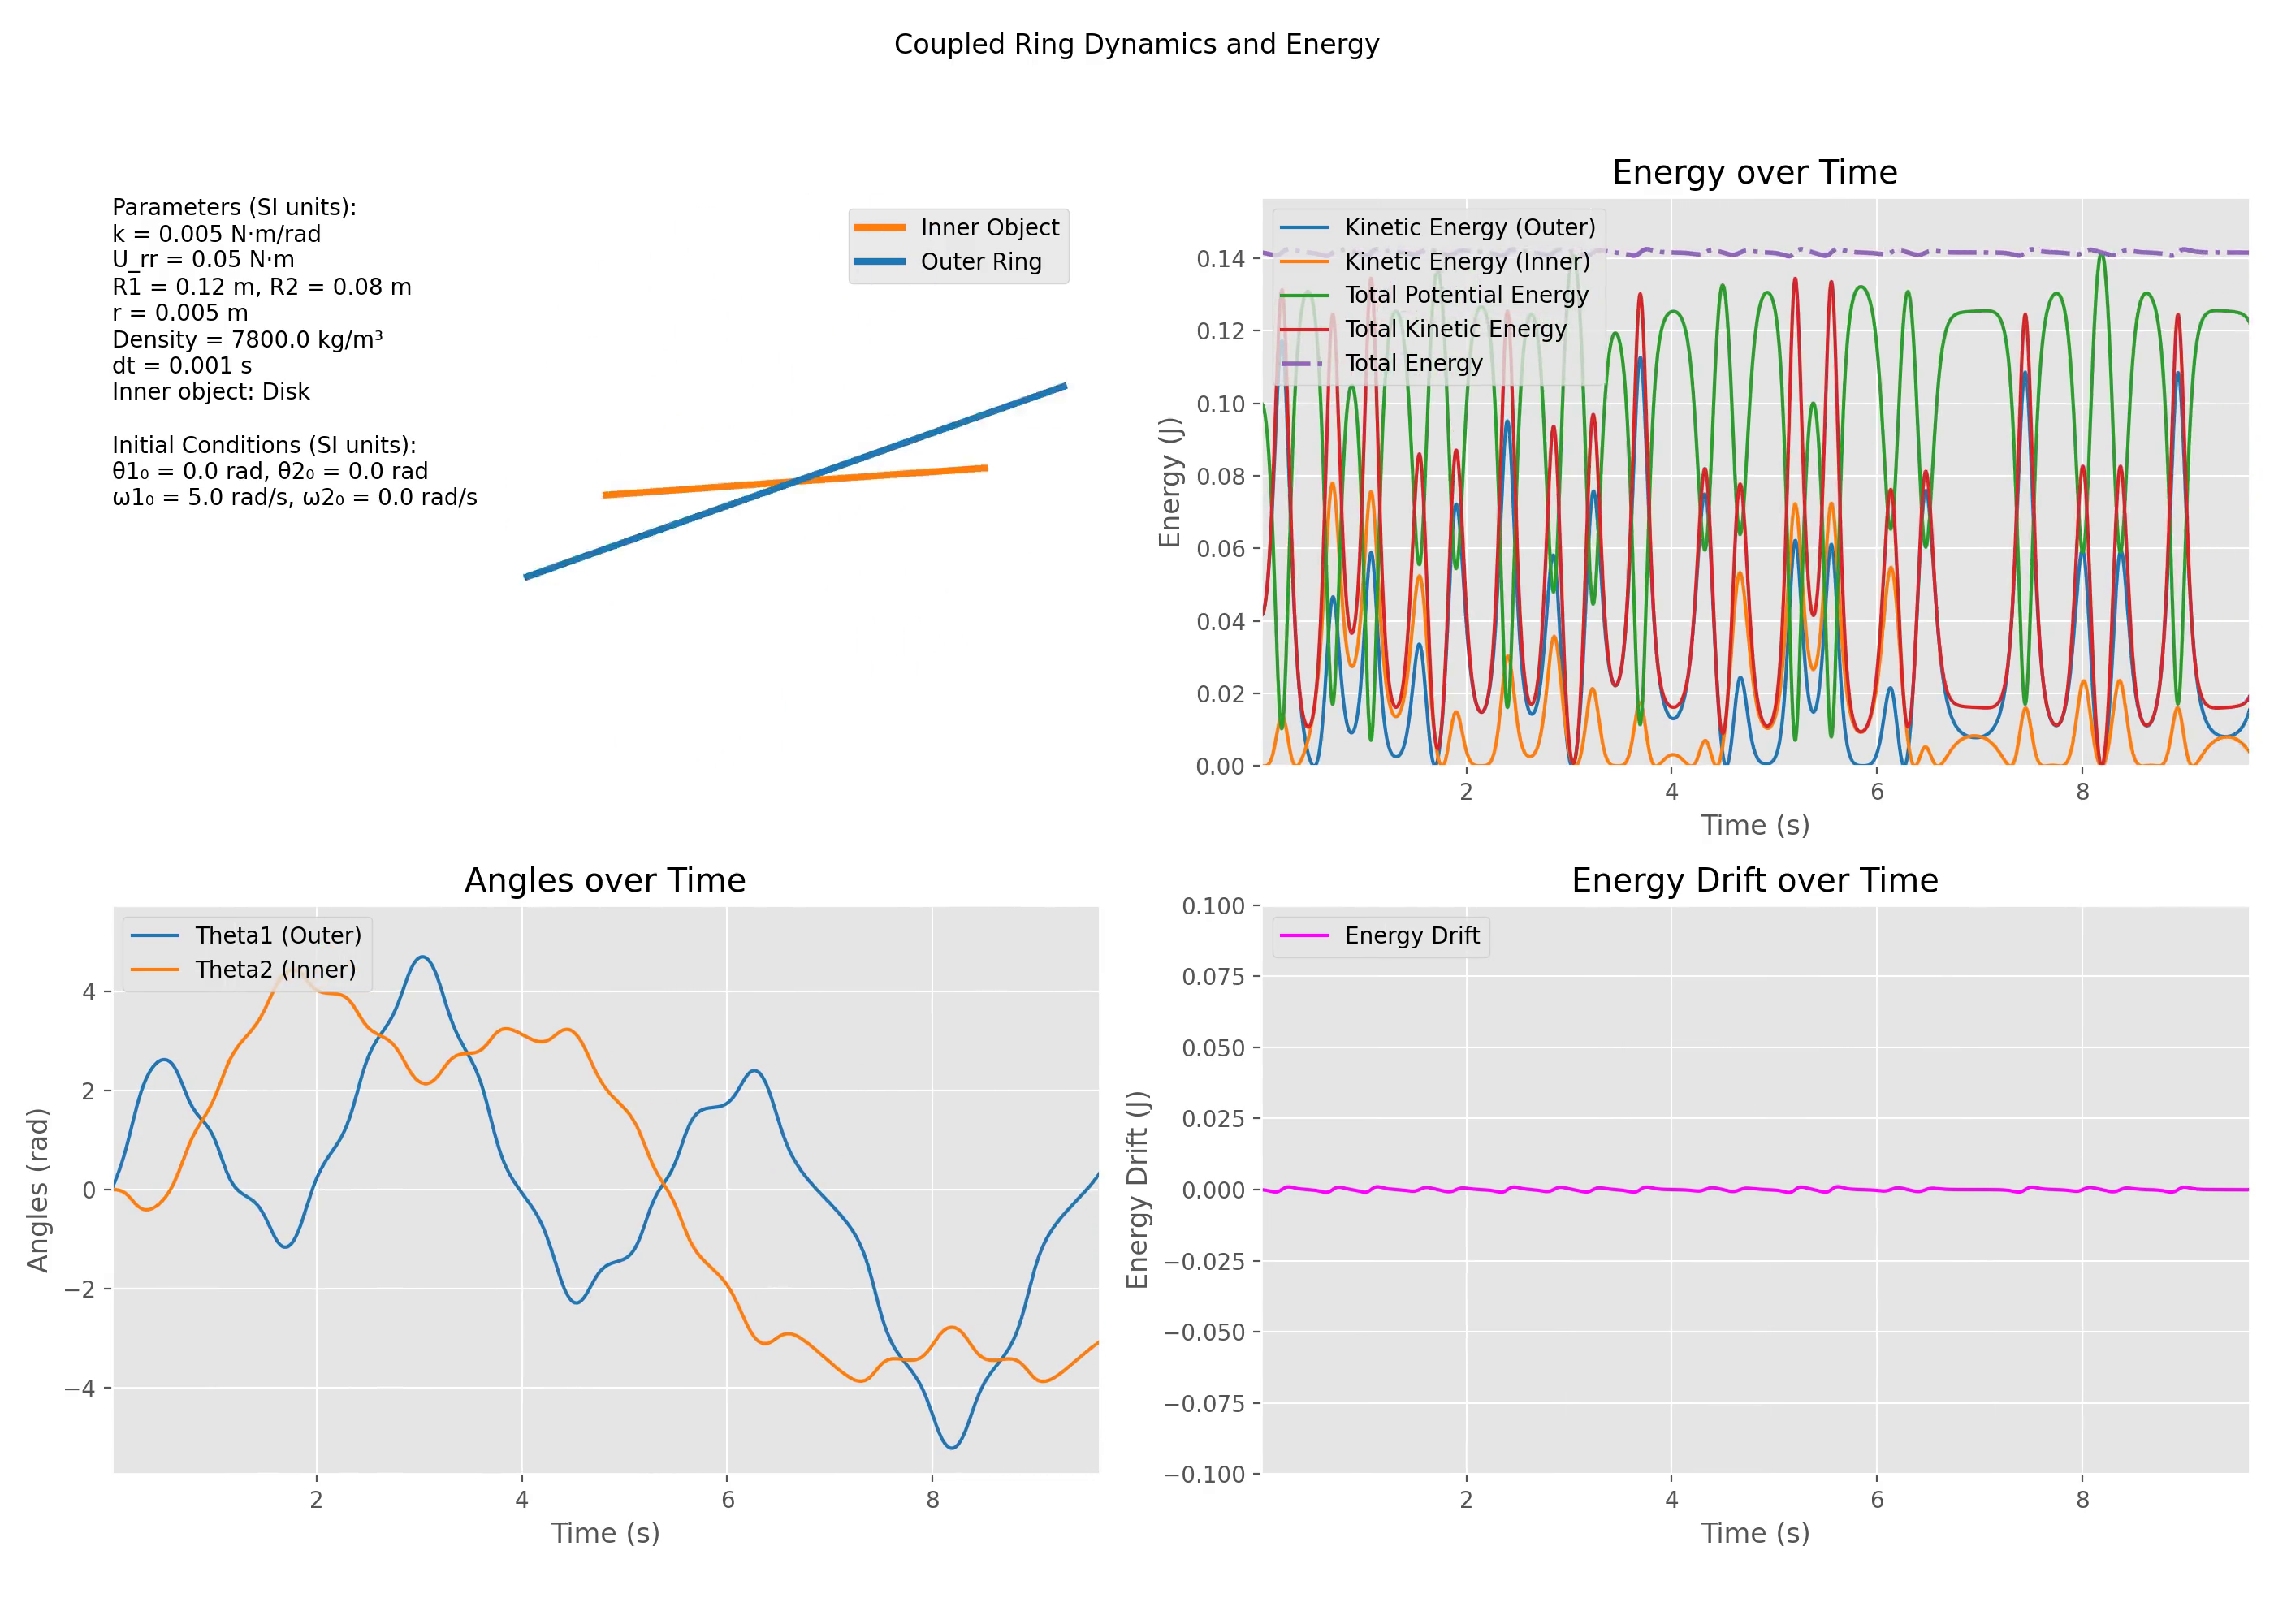 Coupled Ring Dynamics and Energy
Parameters (SI units):
k = 0.005 N·m/rad
U_rr = 0.05 N·m
R1 = 0.12 m, R2 = 0.08 m
r = 0.005 m
Density = 7800.0 kg/m³
dt = 0.001 s
Inner object: Disk
Initial Conditions (SI units):
θ1₀ = 0.0 rad, θ2₀ = 0.0 rad
ω1₀ = 5.0 rad/s, ω2₀ = 0.0 rad/s
Inner Object
Outer Ring
Energy over Time
Kinetic Energy (Outer)
Kinetic Energy (Inner)
Total Potential Energy
Total Kinetic Energy
Total Energy
Energy (J)
0.14
0.12
0.10
0.08
0.06
0.04
0.02
0.00
2 4 6 8
Time (s)
Angles over Time
Theta1 (Outer)
Theta2 (Inner)
Angles (rad)
4
2
0
−2
−4
2 4 6 8
Time (s)
Energy Drift over Time
Energy Drift
Energy Drift (J)
0.100
0.075
0.050
0.025
0.000
−0.025
−0.050
−0.075
−0.100
2 4 6 8
Time (s)